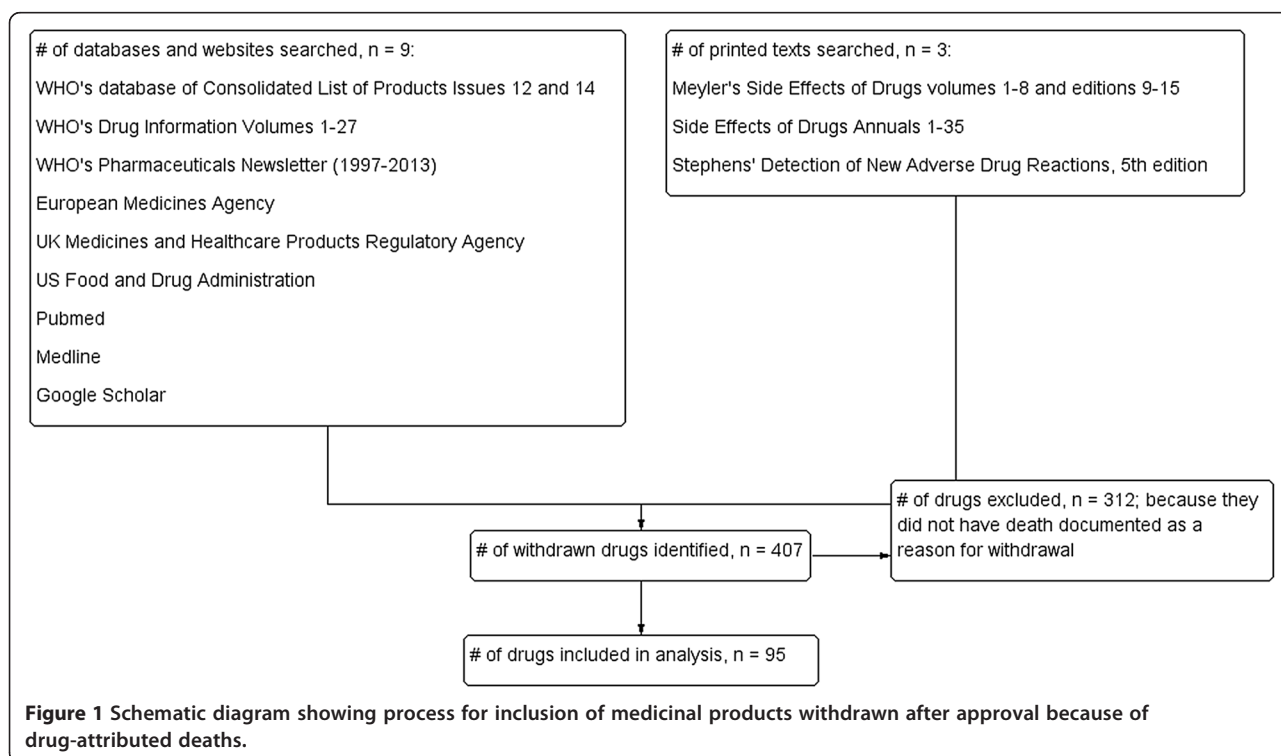 # of databases and websites searched, n = 9:
WHO's database of Consolidated List of Products Issues 12 and 14
WHO's Drug Information Volumes 1-27
WHO's Pharmaceuticals Newsletter (1997-2013)
European Medicines Agency
UK Medicines and Healthcare Products Regulatory Agency
US Food and Drug Administration
Pubmed
Medline
Google Scholar
# of printed texts searched, n = 3:
Meyler's Side Effects of Drugs volumes 1-8 and editions 9-15
Side Effects of Drugs Annuals 1-35
Stephens' Detection of New Adverse Drug Reactions, 5th edition
# of withdrawn drugs identified, n = 407
# of drugs excluded, n = 312; because they
did not have death documented as a
reason for withdrawal
# of drugs included in analysis, n = 95
Figure 1 Schematic diagram showing process for inclusion of medicinal products withdrawn after approval because of
drug-attributed deaths.